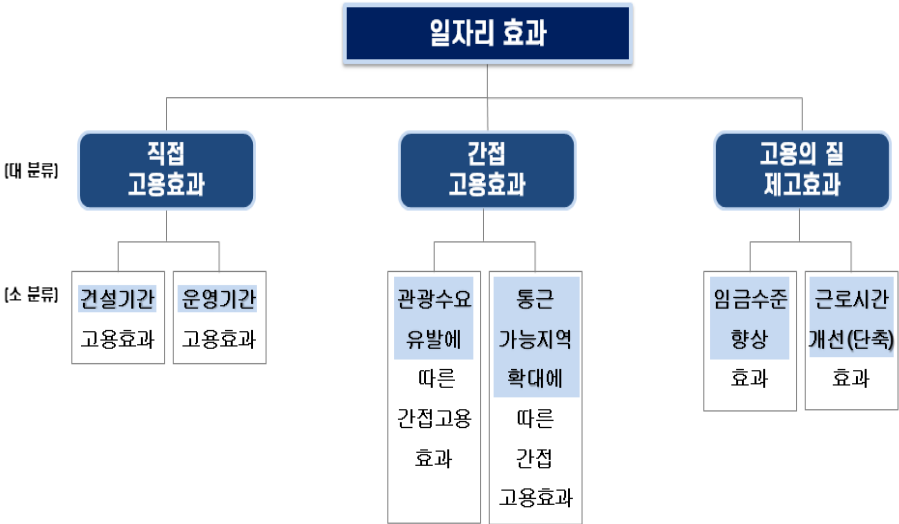 일자리 효과
(대 분류)
직접
고용효과
간접
고용효과
고용의 질
제고효과
(소 분류)
건설기간
고용효과
운영기간
고용효과
관광수요
유발에
따른
간접고용
효과
통근
가능지역
확대에
따른
간접
고용효과
임금수준
향상
효과
근로시간
개선(단축)
효과